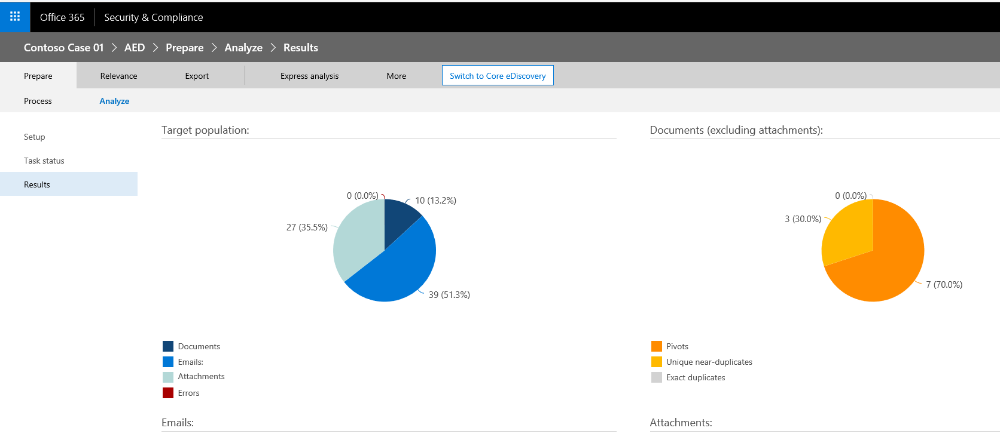 Office 365 Security & Compliance
Contoso Case 01 > AED > Prepare > Analyze > Results
Prepare Relevance Export Express analysis More Switch to Core eDiscovery
Process Analyze
Setup
Task status
Results
Target population:
0 (0.0%)
10 (13.2%)
27 (35.5%)
39 (51.3%)
Documents
Emails:
Attachments
Errors
Documents (excluding attachments):
0 (0.0%)
3 (30.0%)
7 (70.0%)
Pivots
Unique near-duplicates
Exact duplicates
Emails:
Attachments: